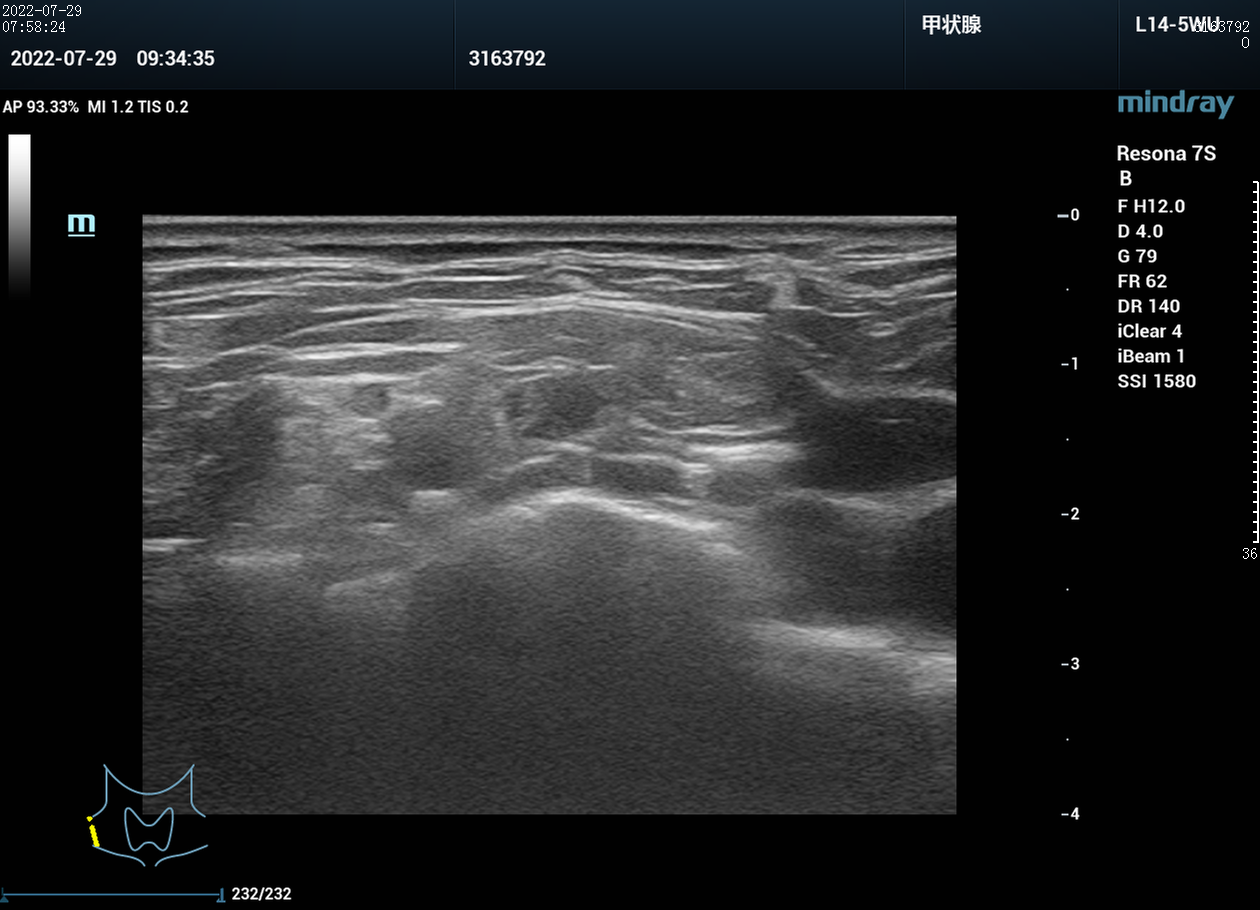 2022-07-29
07:58:24
2022-07-29 09:34:35
3163792
甲状腺
L14-5WU
3163792
0
AP 93.33% MI 1.2 TIS 0.2
mindray
m
Resona 7S
B
F H12.0
D 4.0
G 79
FR 62
DR 140
iClear 4
iBeam 1
SSI 1580
0
-1
-2
-3
-4
36
232/232